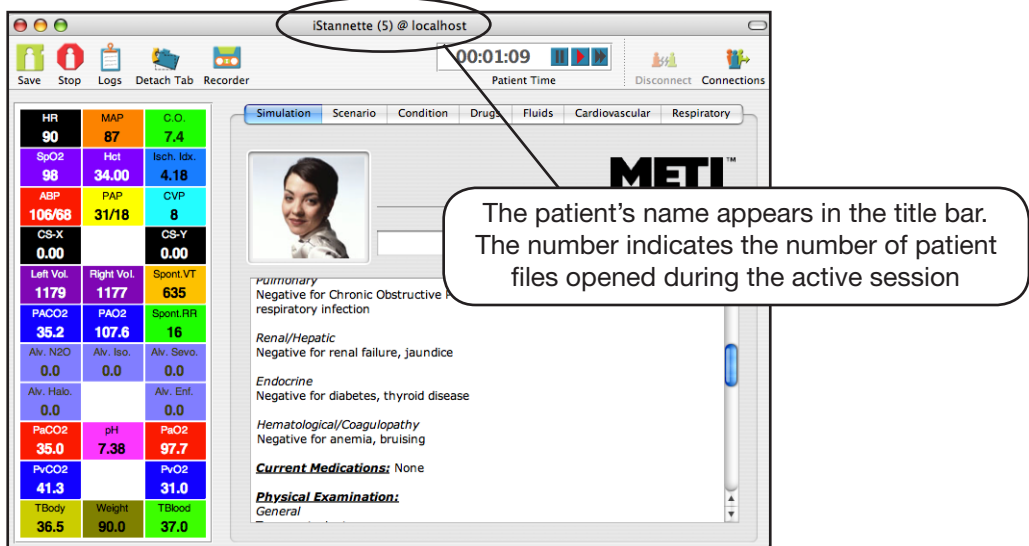 iStannette (5) @ localhost
Save Stop Logs Detach Tab Recorder
00:01:09
Patient Time
Disconnect Connections
HR MAP C.O.
90 87 7.4
SpO2 Hct Isch. Idx.
98 34.00 4.18
ABP PAP CVP
106/68 31/18 8
CS-X CS-Y
0.00 0.00
Left Vol. Right Vol. Spont.VT
1179 1177 635
PACO2 PAO2 Spont.RR
35.2 107.6 16
Alv. N2O Alv. Iso. Alv. Sevo.
0.0 0.0 0.0
Alv. Halo. Alv. Enf.
0.0 0.0
PaCO2 pH PaO2
35.0 7.38 97.7
PvCO2 PvO2
41.3 31.0
TBody Weight TBlood
36.5 90.0 37.0
Simulation Scenario Condition Drugs Fluids Cardiovascular Respiratory
METI™
The patient's name appears in the title bar.
The number indicates the number of patient
files opened during the active session
Pulmonary
Negative for Chronic Obstructive
respiratory infection
Renal/Hepatic
Negative for renal failure, jaundice
Endocrine
Negative for diabetes, thyroid disease
Hematological/Coagulopathy
Negative for anemia, bruising
Current Medications: None
Physical Examination:
General